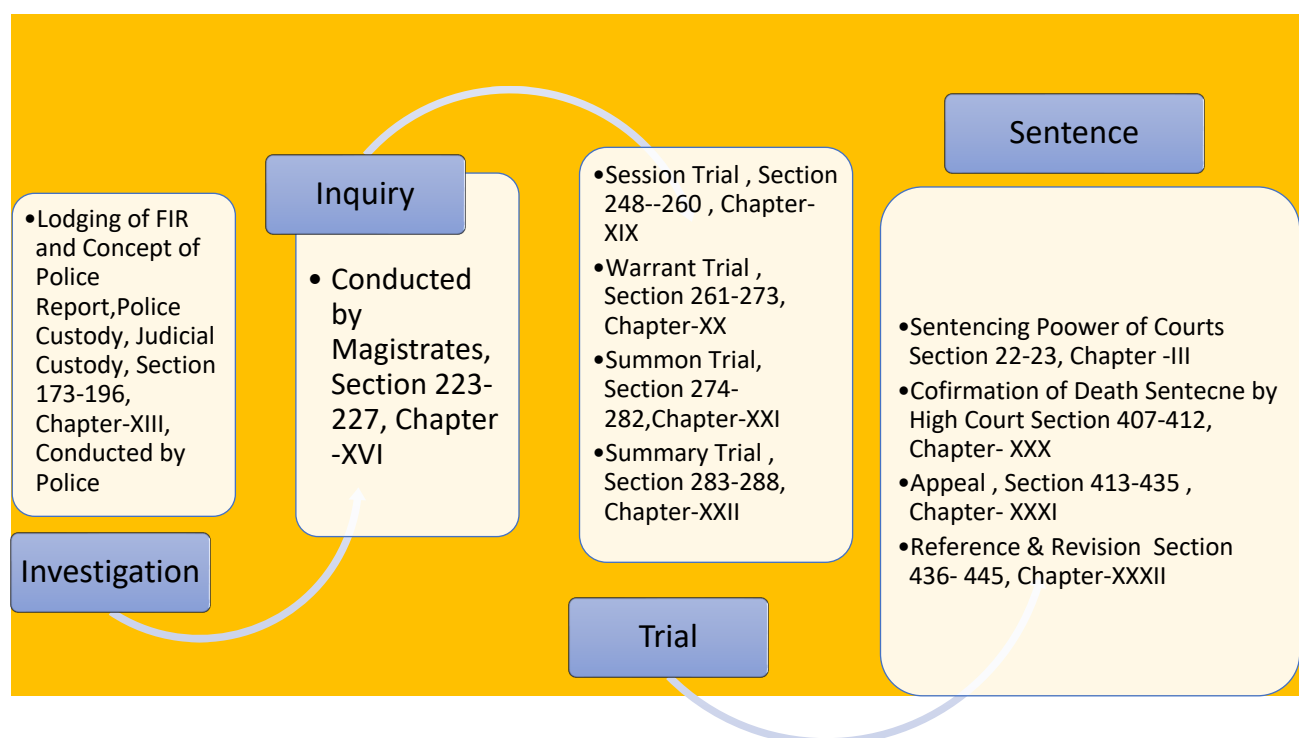 •Lodging of FIR
and Concept of
Police
Report,Police
Custody, Judicial
Custody, Section
173-196,
Chapter-XIII,
Conducted by
Police
Investigation
Inquiry
• Conducted
by
Magistrates,
Section 223-
227, Chapter
-XVI
•Session Trial , Section
248--260 , Chapter-
XIX
•Warrant Trial ,
Section 261-273,
Chapter-XX
•Summon Trial,
Section 274-
282,Chapter-XXI
•Summary Trial ,
Section 283-288,
Chapter-XXII
Trial
Sentence
•Sentencing Poower of Courts
Section 22-23, Chapter -III
•Cofirmation of Death Sentecne by
High Court Section 407-412,
Chapter- XXX
•Appeal , Section 413-435 ,
Chapter- XXXI
•Reference & Revision Section
436- 445, Chapter-XXXII